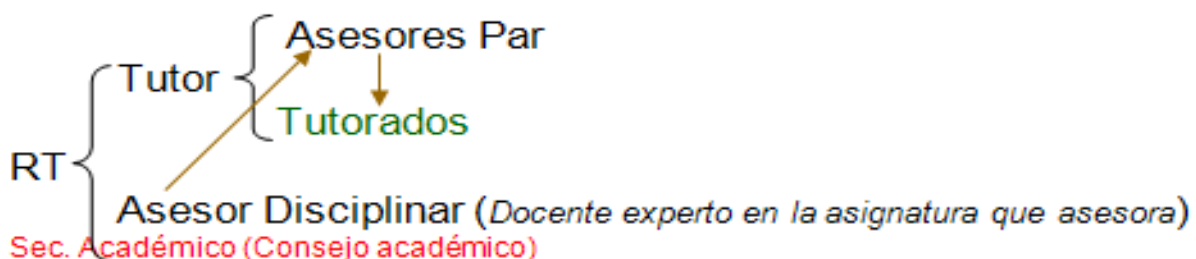 Asesores Par
Tutor
Tutorados
RT
Asesor Disciplinar (Docente experto en la asignatura que asesora)
Sec. Académico (Consejo académico)